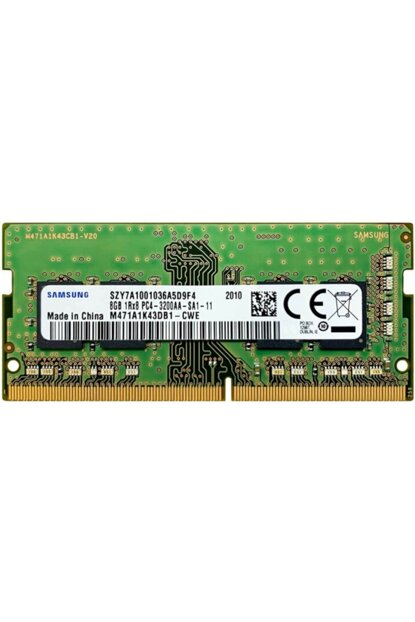 M471A1K43CB1-V20
SAMSUNG
SAMSUNG
SZY7A1001036A5D9F4
2010
8GB 1Rx8 PC4-3200AA-SA1-11
Made in China
M471A1K43DB1-CWE
CE